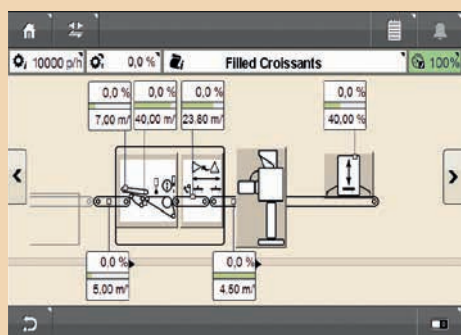 10000 p/h 0,0 % Filled Croissants 100%
0,0 % 0,0 % 0,0 % 0,0 %
7,00 m/ 40,00 m/ 23.80 m/ 40,00 %
0,0 % 0,0 %
5,00 m/ 4.50 m/